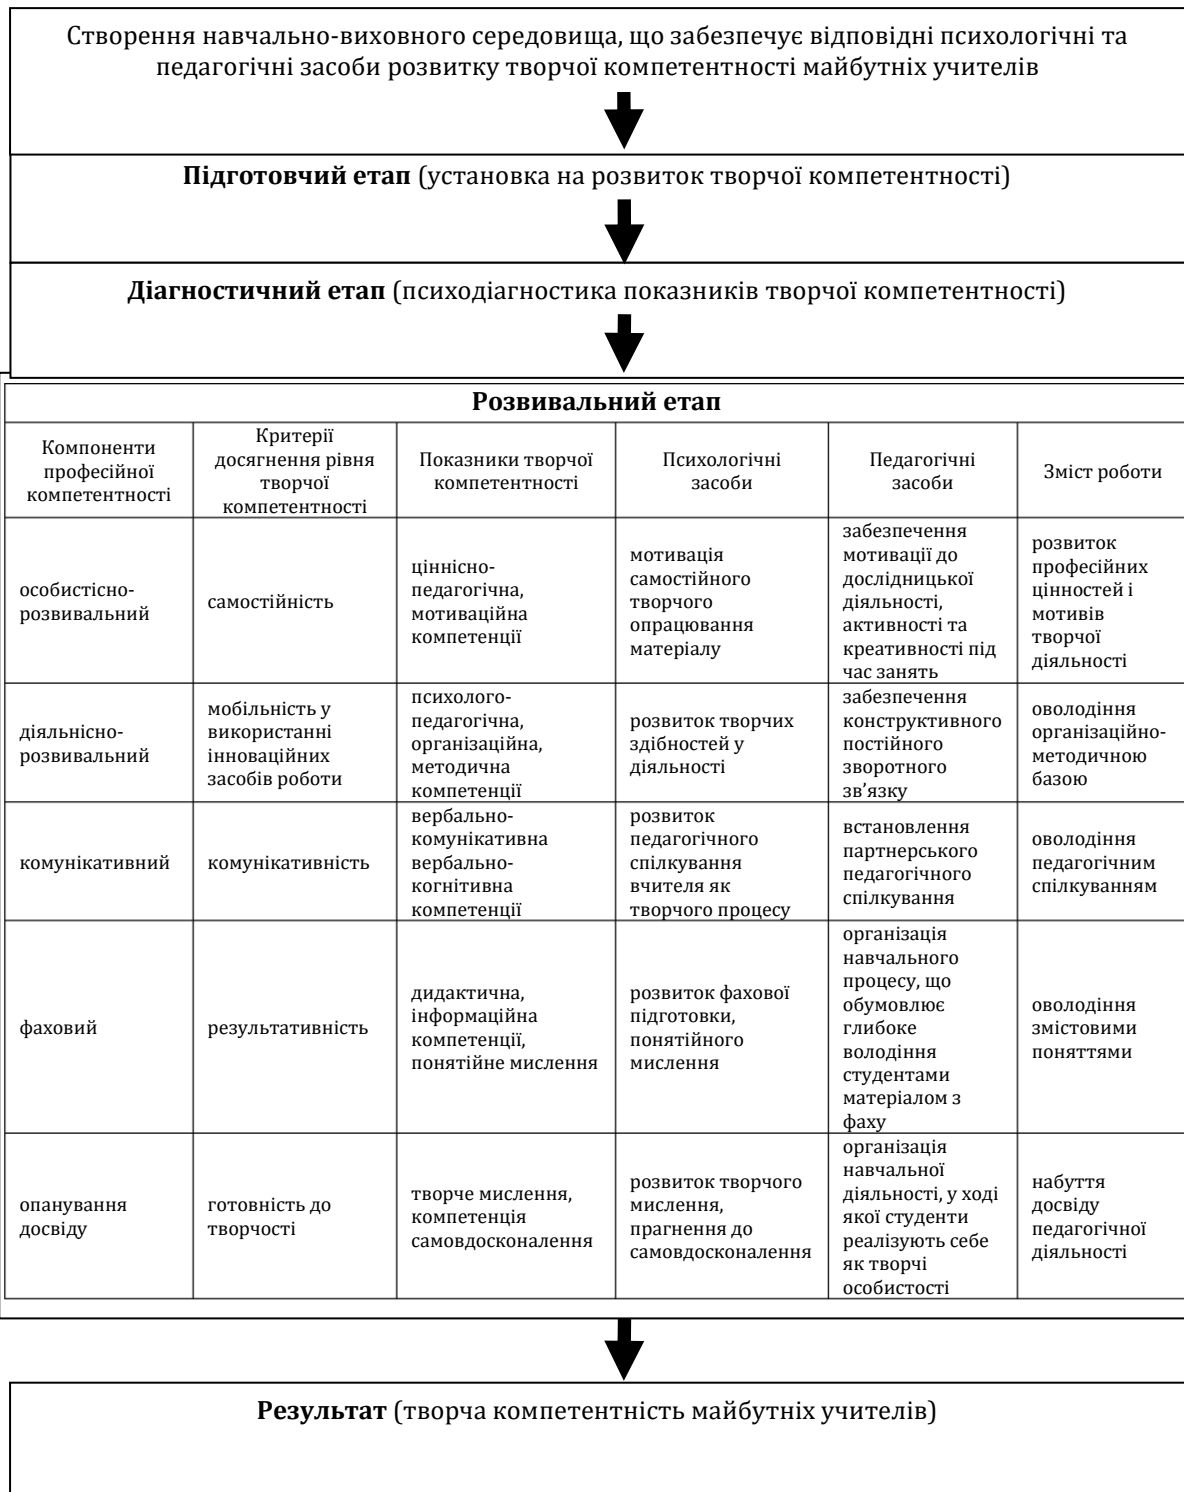 Створення навчально-виховного середовища, що забезпечує відповідні психологічні та
педагогічні засоби розвитку творчої компетентності майбутніх учителів
Підготовчий етап (установка на розвиток творчої компетентності)
Діагностичний етап (психодіагностика показників творчої компетентності)
Розвивальний етап
Компоненти
професійної
компетентності
Критерії
досягнення рівня
творчої
компетентності
Показники творчої
компетентності
Психологічні
засоби
Педагогічні
засоби
Зміст роботи
особистісно-
розвивальний
самостійність
ціннісно-
педагогічна,
мотиваційна
компетенції
мотивація
самостійного
творчого
опрацювання
матеріалу
забезпечення
мотивації до
дослідницької
діяльності,
активності та
креативності під
час занять
розвиток
професійних
цінностей і
мотивів
творчої
діяльності
діяльнісно-
розвивальний
мобільність у
використанні
інноваційних
засобів роботи
психолого-
педагогічна,
організаційна,
методична
компетенції
розвиток творчих
здібностей у
діяльності
забезпечення
конструктивного
постійного
зворотного
зв’язку
оволодіння
організаційно-
методичною
базою
комунікативний
комунікативність
вербально-
комунікативна
вербально-
когнітивна
компетенції
розвиток
педагогічного
спілкування
вчителя як
творчого процесу
встановлення
партнерського
педагогічного
спілкування
оволодіння
педагогічним
спілкуванням
фаховий
результативність
дидактична,
інформаційна
компетенції,
понятійне мислення
розвиток фахової
підготовки,
понятійного
мислення
організація
навчального
процесу, що
обумовлює
глибоке
володіння
студентами
матеріалом з
фаху
оволодіння
змістовими
поняттями
опанування
досвіду
готовність до
творчості
творче мислення,
компетенція
самовдосконалення
розвиток творчого
мислення,
прагнення до
самовдосконалення
організація
навчальної
діяльності, у ході
якої студенти
реалізують себе
як творчі
особистості
набуття
досвіду
педагогічної
діяльності
Результат (творча компетентність майбутніх учителів)